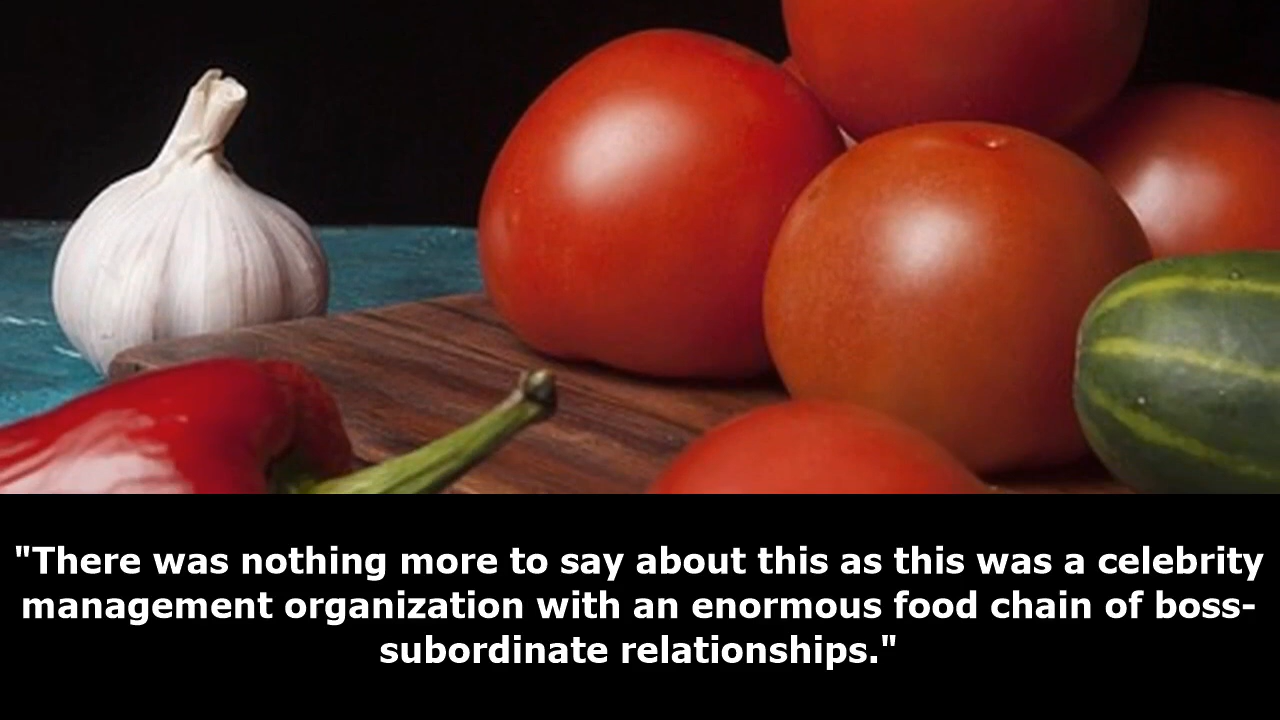 "There was nothing more to say about this as this was a celebrity
management organization with an enormous food chain of boss-
subordinate relationships."